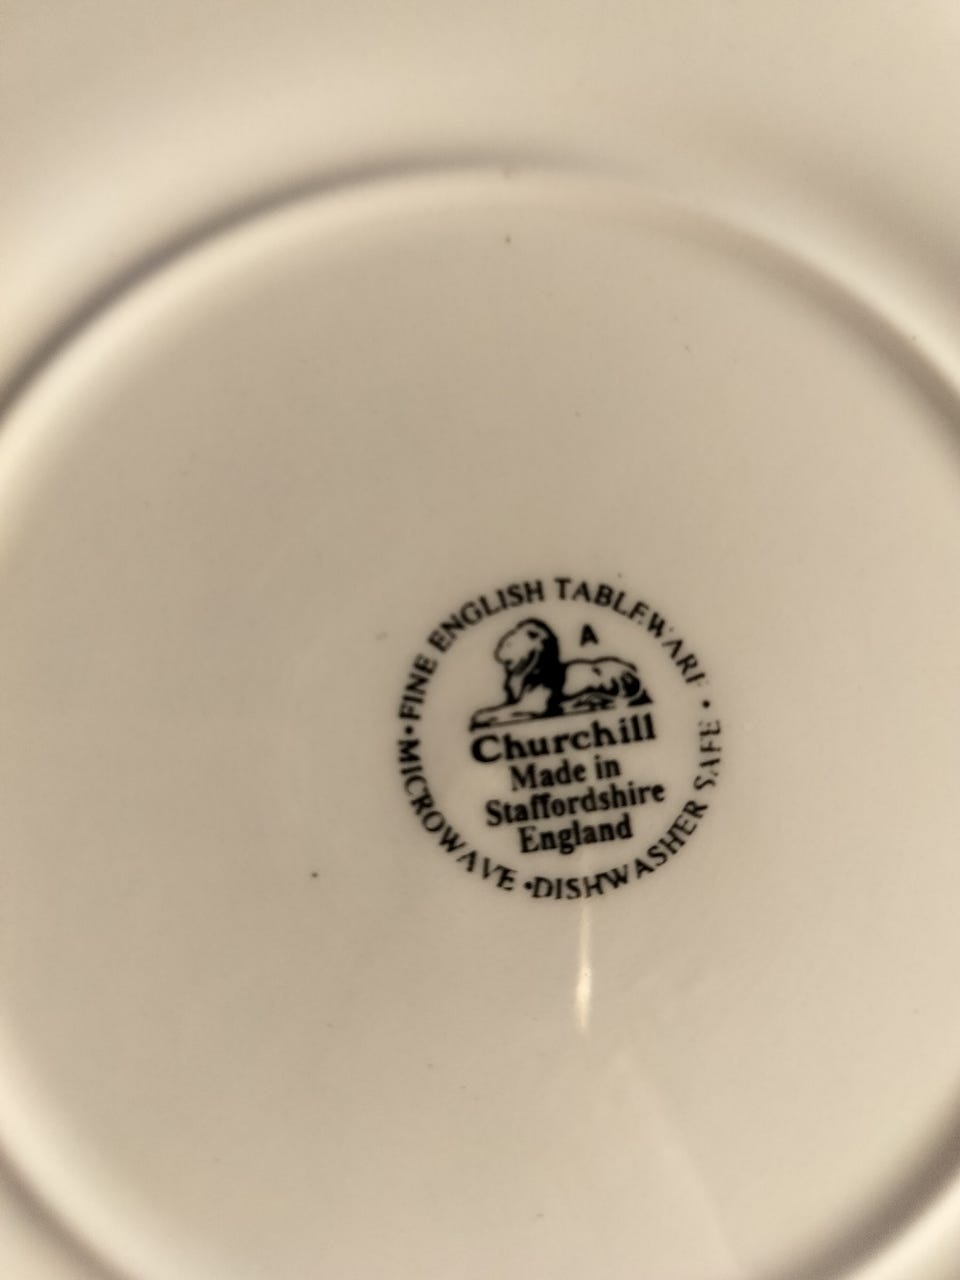 • FINE ENGLISH TABLEWARE •
A
Churchill
Made in
Staffordshire
England
MICROWAVE • DISHWASHER SAFE